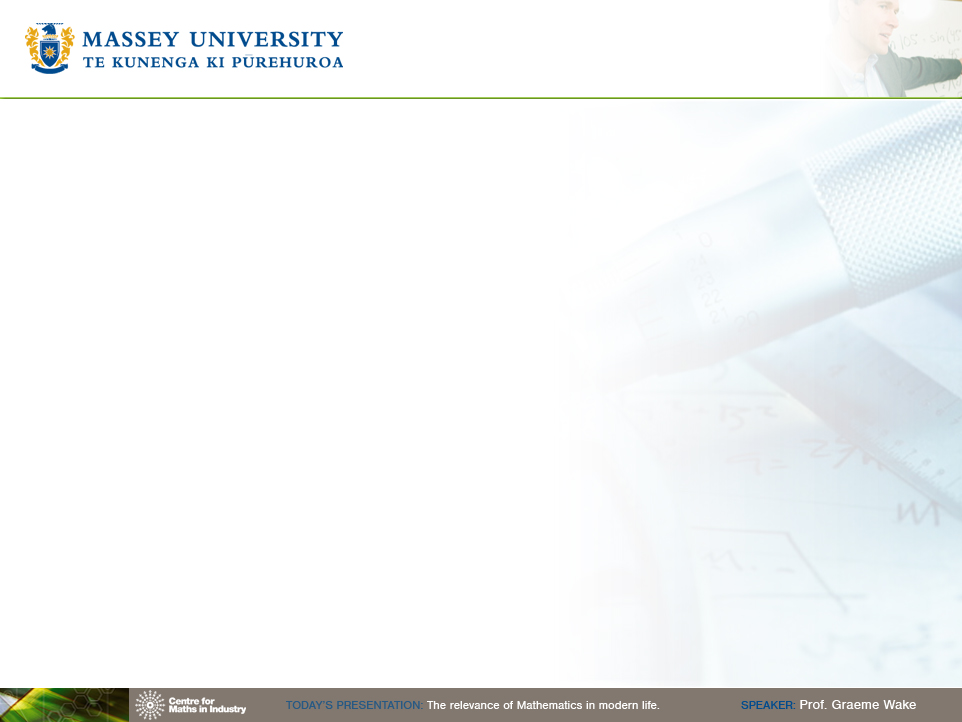 MASSEY UNIVERSITY
TE KUNENGA KI PŪREHUROA
Centre for
Maths in Industry
TODAY'S PRESENTATION: The relevance of Mathematics in modern life.
SPEAKER: Prof. Graeme Wake